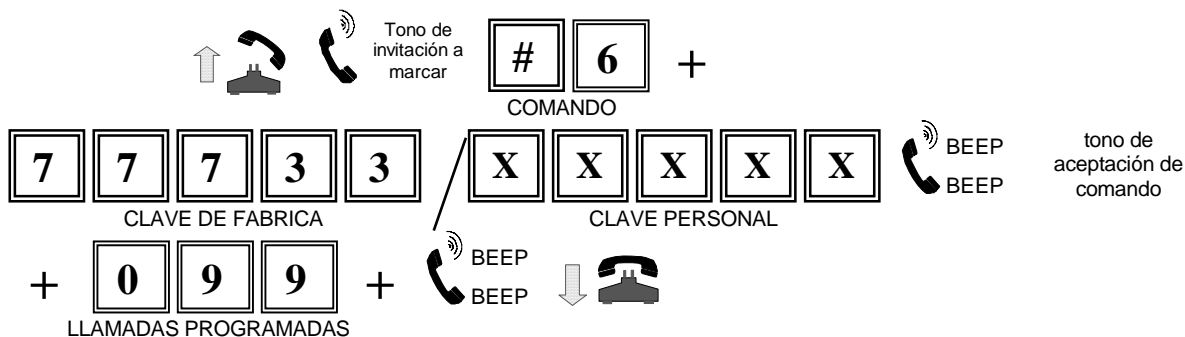 Tono de
invitación a
marcar
# 6 +
COMANDO
7 7 7 3 3 / X X X X X
BEEP
BEEP
tono de
aceptación de
comando
CLAVE DE FABRICA
CLAVE PERSONAL
+ 0 9 9 +
BEEP
BEEP
LLAMADAS PROGRAMADAS